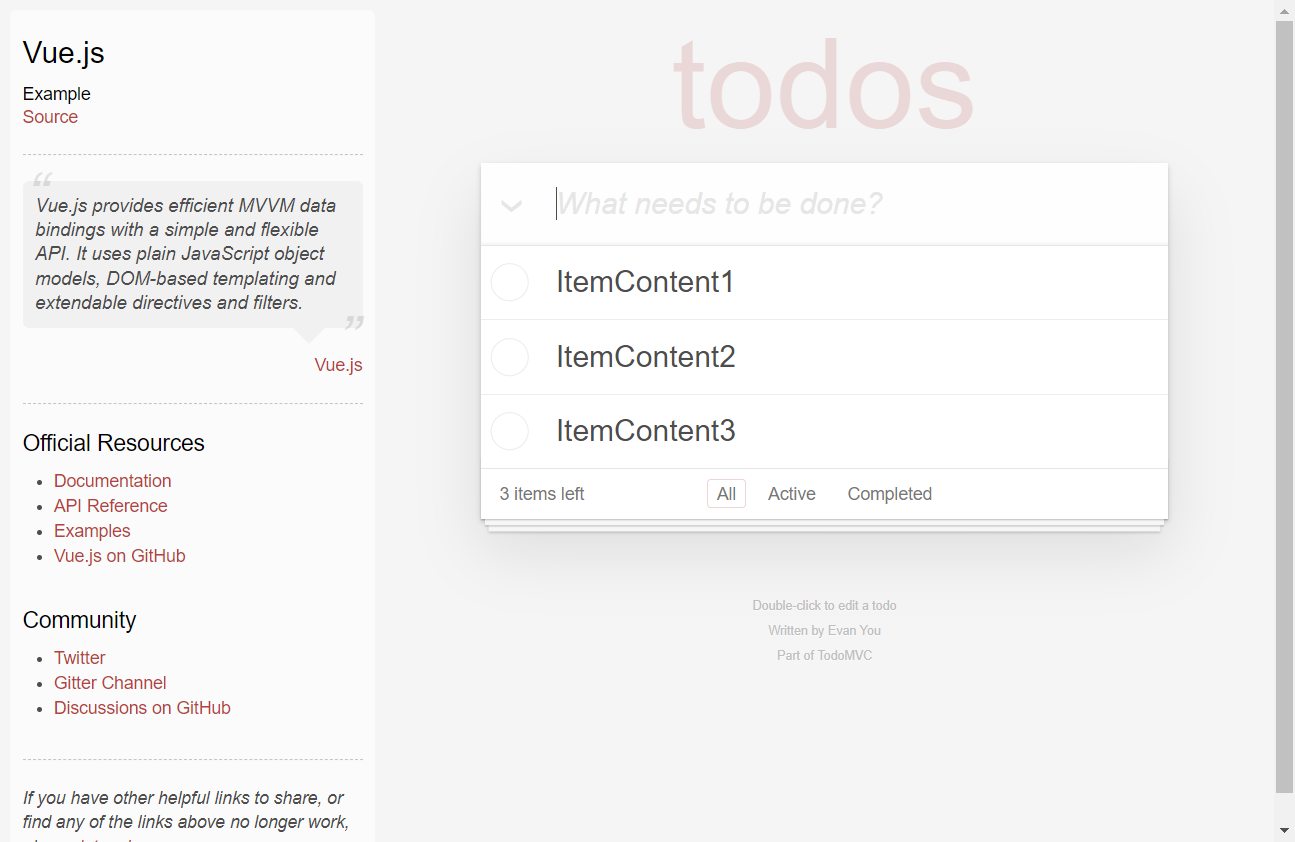 Vue.js
Example
Source
“
Vue.js provides efficient MVVM data
bindings with a simple and flexible
API. It uses plain JavaScript object
models, DOM-based templating and
extendable directives and filters.
”
Vue.js
Official Resources
Documentation
API Reference
Examples
Vue.js on GitHub
Community
Twitter
Gitter Channel
Discussions on GitHub
If you have other helpful links to share, or
find any of the links above no longer work,
todos
What needs to be done?
ItemContent1
ItemContent2
ItemContent3
3 items left All Active Completed
Double-click to edit a todo
Written by Evan You
Part of TodoMVC